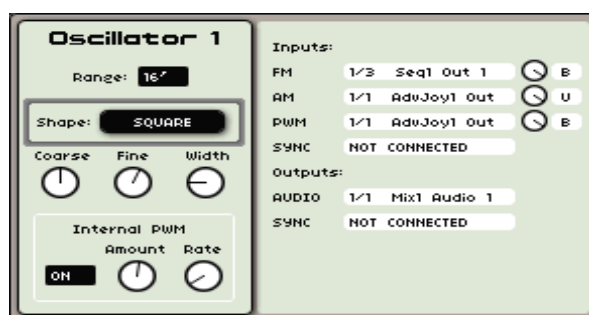 Oscillator 1
Range: 16'
Shape: SQUARE
Coarse Fine Width
Internal PWM
Amount Rate
ON
Inputs:
FM 1/3 Seq1 Out 1 B
AM 1/1 AdvJoy1 Out U
PWM 1/1 AdvJoy1 Out B
SYNC NOT CONNECTED
Outputs:
AUDIO 1/1 Mix1 Audio 1
SYNC NOT CONNECTED